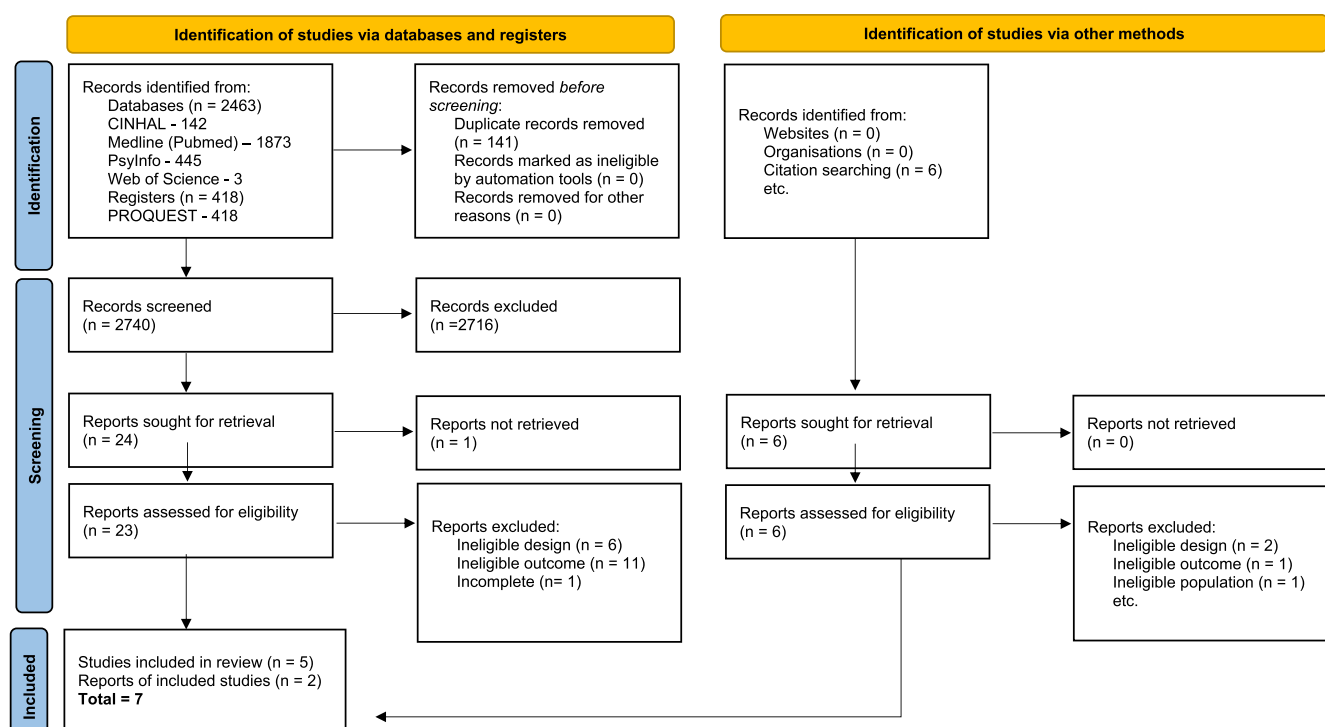 Identification of studies via databases and registers
Identification of studies via other methods
Identification
Records identified from:
Databases (n = 2463)
CINHAL - 142
Medline (Pubmed) – 1873
PsyInfo - 445
Web of Science - 3
Registers (n = 418)
PROQUEST - 418
Records removed before
screening:
Duplicate records removed
(n = 141)
Records marked as ineligible
by automation tools (n = 0)
Records removed for other
reasons (n = 0)
Records identified from:
Websites (n = 0)
Organisations (n = 0)
Citation searching (n = 6)
etc.
Screening
Records screened
(n = 2740)
Records excluded
(n =2716)
Reports sought for retrieval
(n = 24)
Reports not retrieved
(n = 1)
Reports sought for retrieval
(n = 6)
Reports not retrieved
(n = 0)
Reports assessed for eligibility
(n = 23)
Reports excluded:
Ineligible design (n = 6)
Ineligible outcome (n = 11)
Incomplete (n= 1)
Reports assessed for eligibility
(n = 6)
Reports excluded:
Ineligible design (n = 2)
Ineligible outcome (n = 1)
Ineligible population (n = 1)
etc.
Included
Studies included in review (n = 5)
Reports of included studies (n = 2)
Total = 7